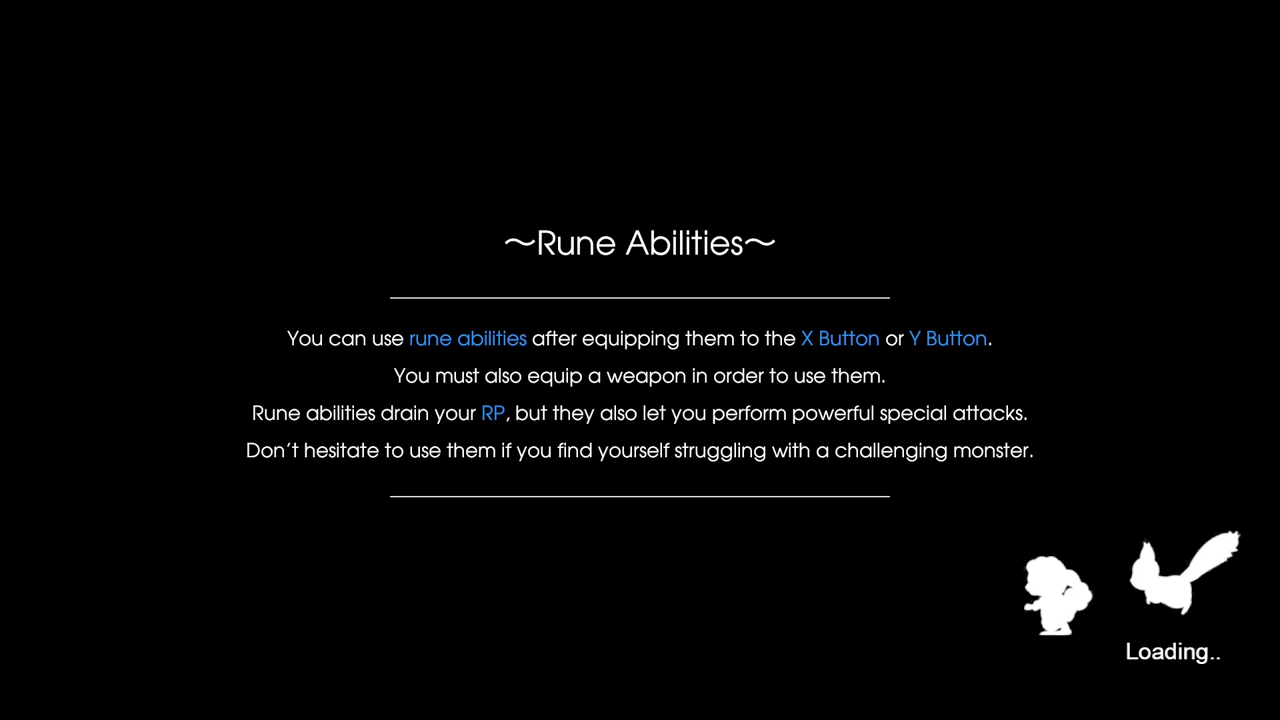 ～Rune Abilities～
You can use rune abilities after equipping them to the X Button or Y Button.
You must also equip a weapon in order to use them.
Rune abilities drain your RP, but they also let you perform powerful special attacks.
Don’t hesitate to use them if you find yourself struggling with a challenging monster.
Loading..